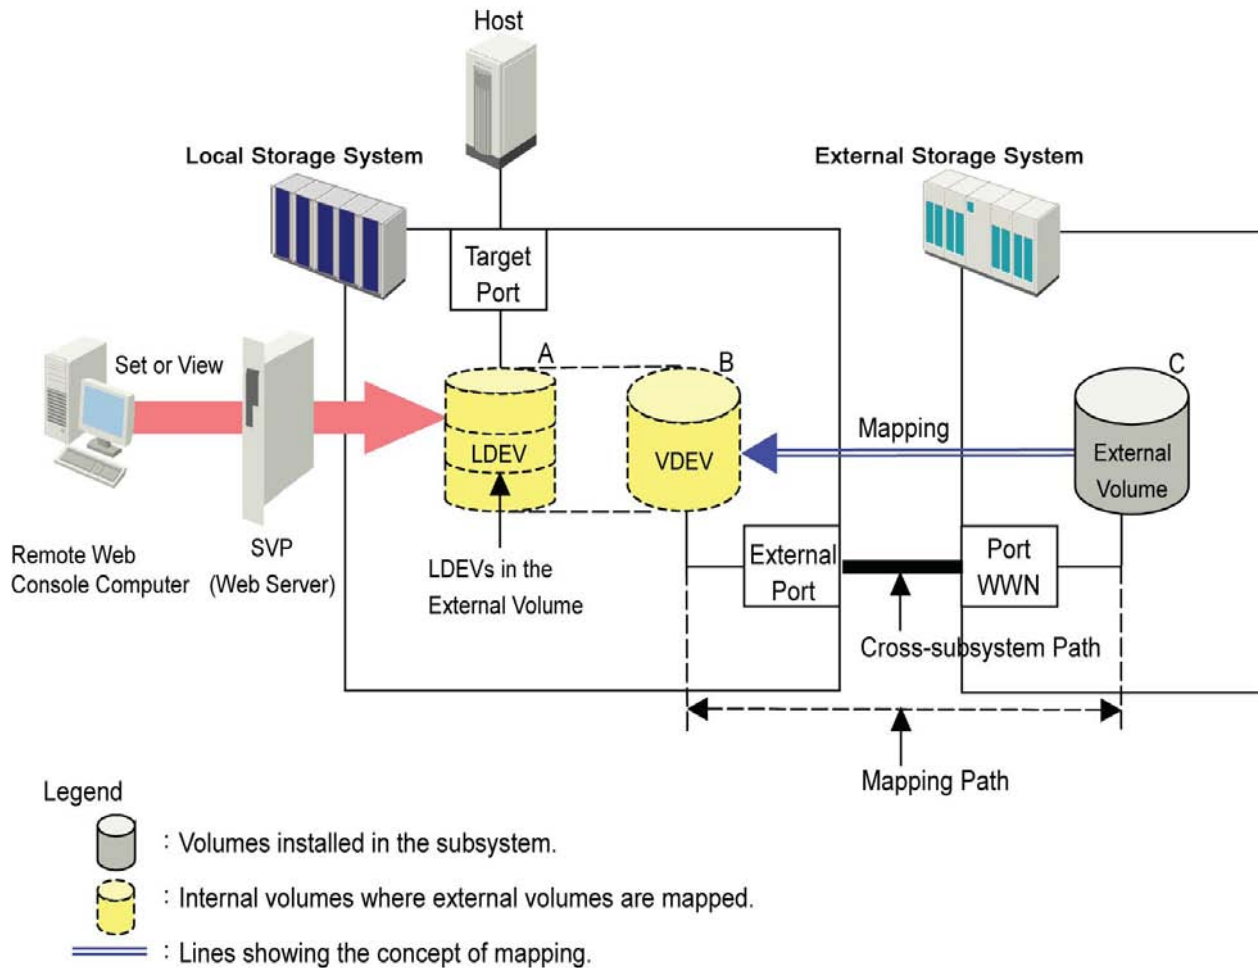 Host
Local Storage System
External Storage System
Target
Port
A
B
C
Set or View
LDEV
VDEV
Mapping
External
Volume
Remote Web
Console Computer
SVP
(Web Server)
LDEVs in the
External Volume
External
Port
Port
WWN
Cross-subsystem Path
Mapping Path
Legend
: Volumes installed in the subsystem.
: Internal volumes where external volumes are mapped.
: Lines showing the concept of mapping.